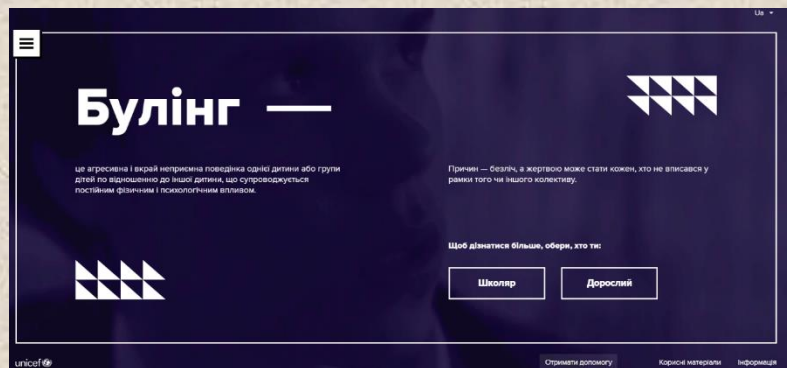 Ua
Булінг —
це агресивна і вкрай неприємна поведінка однієї дитини або групи
дітей по відношенню до іншої дитини, що супроводжується
постійним фізичним і психологічним впливом.
Причин — безліч, а жертвою може стати кожен, хто не вписався у
рамки того чи іншого колективу.
Щоб дізнатися більше, обери, хто ти:
Школяр
Дорослий
unicef
Отримати допомогу
Корисні матеріали
Інформація